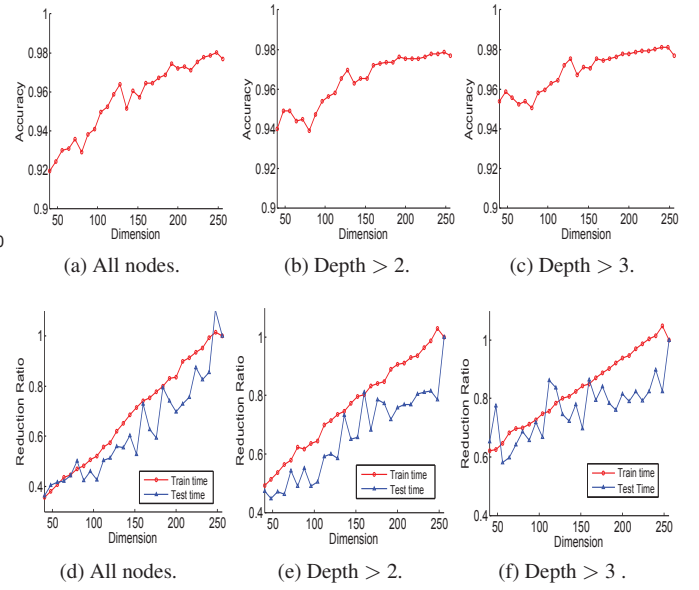 1
0.98
0.96
0.94
0.92
0.9
Accuracy
50 100 150 200 250
Dimension
0
(a) All nodes.
1
0.98
0.96
0.94
0.92
0.9
Accuracy
50 100 150 200 250
Dimension
(b) Depth > 2.
1
0.98
0.96
0.94
0.92
0.9
Accuracy
50 100 150 200 250
Dimension
(c) Depth > 3.
1
0.8
0.6
0.4
Reduction Ratio
Train time
Test time
50 100 150 200 250
Dimension
(d) All nodes.
1
0.8
0.6
0.4
Reduction Ratio
Train time
Test time
50 100 150 200 250
Dimension
(e) Depth > 2.
1
0.8
0.6
0.4
Reduction Ratio
Train time
Test Time
50 100 150 200 250
Dimension
(f) Depth > 3 .